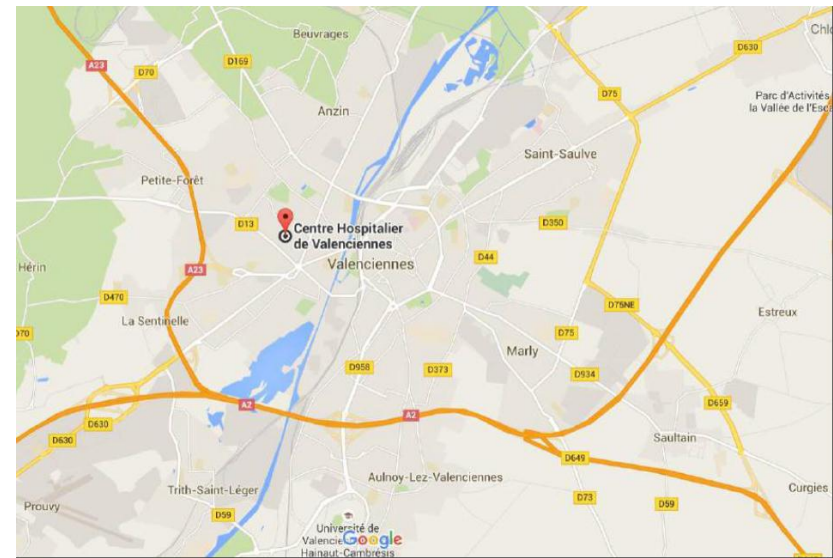 Beuvrages
Chl
D630
A23
D169
D70
D75
Parc d'Activités
la Vallée de l'Esc
Anzin
Saint-Saulve
Petite-Forêt
D13
D350
Centre Hospitalier
de Valenciennes
D44
Valenciennes
Hérin
A23
D470
D75NE
Estreux
La Sentinelle
D70
D75
Marly
D958
D373
D934
A2
D659
A2
D630
D630
Saultain
D649
Trith-Saint-Léger
Aulnoy-Lez-Valenciennes
Curgies
D73
D59
Prouvy
D59
Université de
Valencie Google
Hainaut-Cambrésis